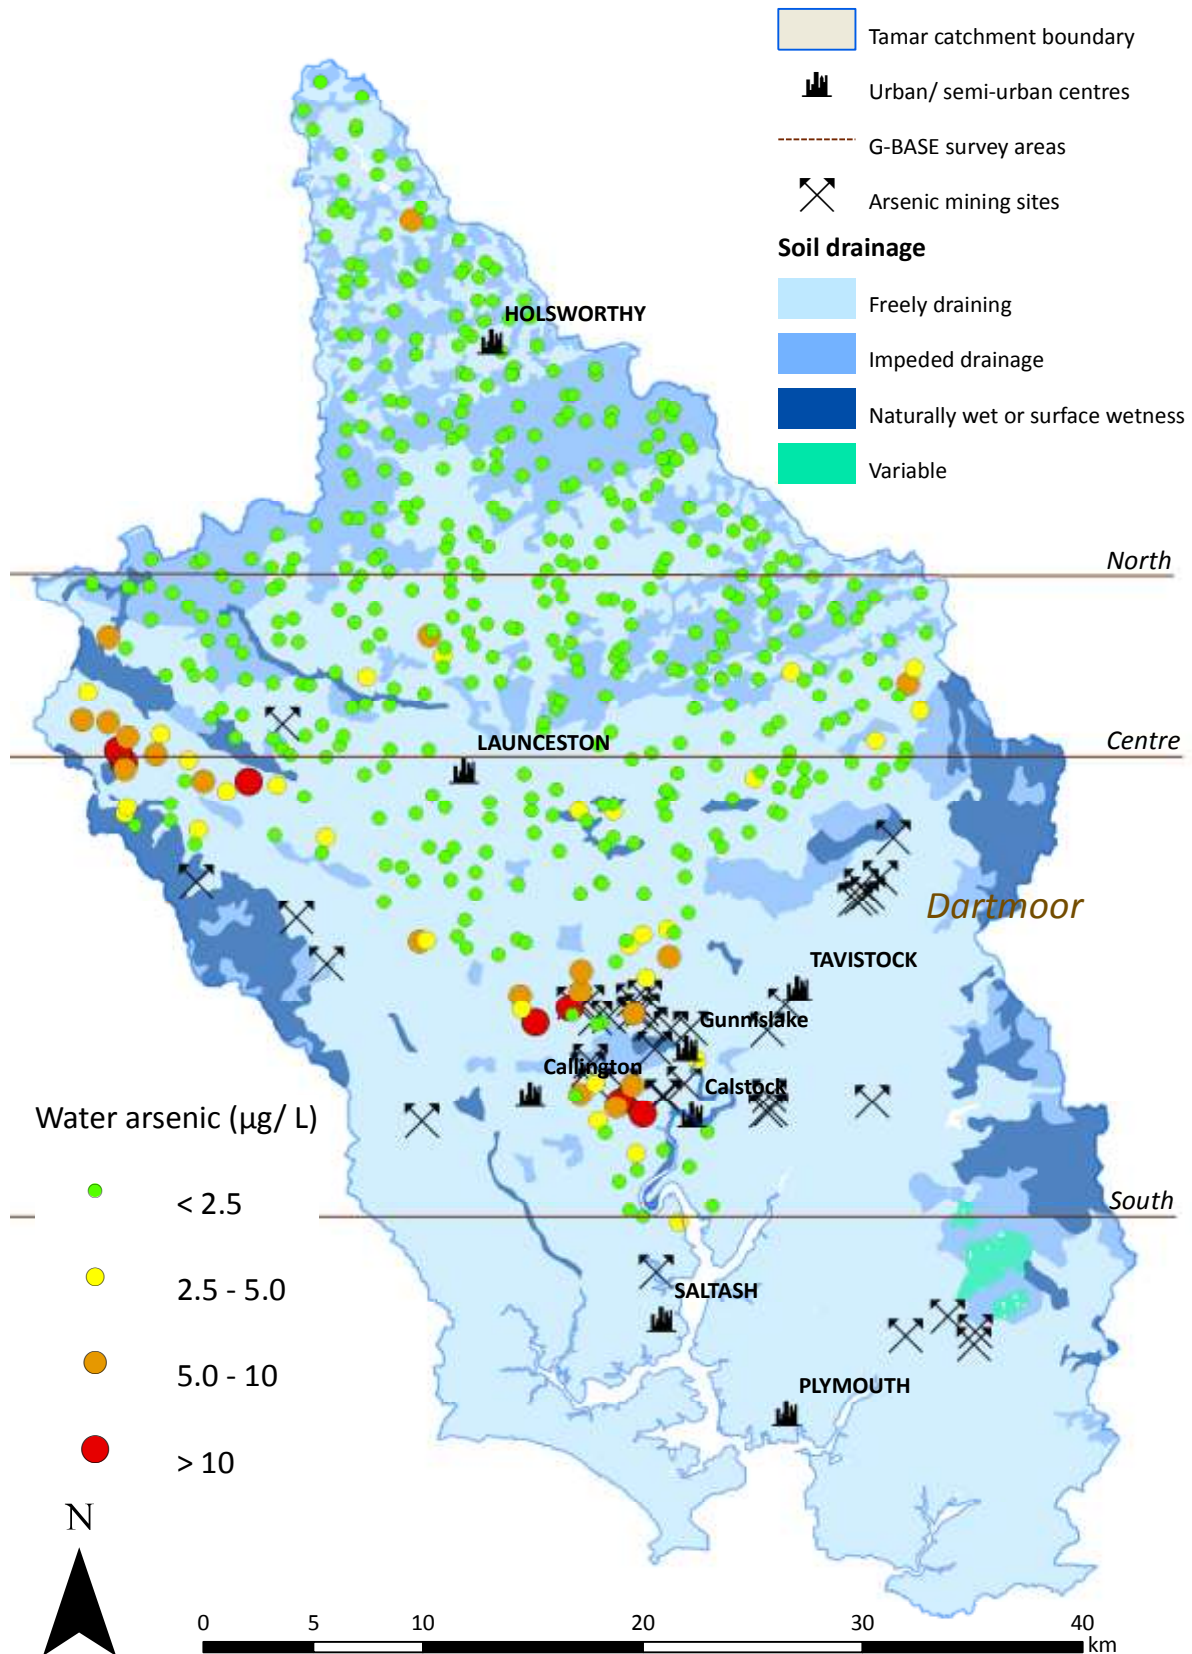 Tamar catchment boundary
Urban/ semi-urban centres
G-BASE survey areas
Arsenic mining sites
Soil drainage
Freely draining
Impeded drainage
Naturally wet or surface wetness
Variable
HOLSWORTHY
North
LAUNCESTON
Centre
Dartmoor
TAVISTOCK
Gunnislake
Callington
Calstock
Water arsenic (µg/ L)
< 2.5
South
2.5 - 5.0
SALTASH
5.0 - 10
PLYMOUTH
> 10
N
0 5 10 20 30 40
km